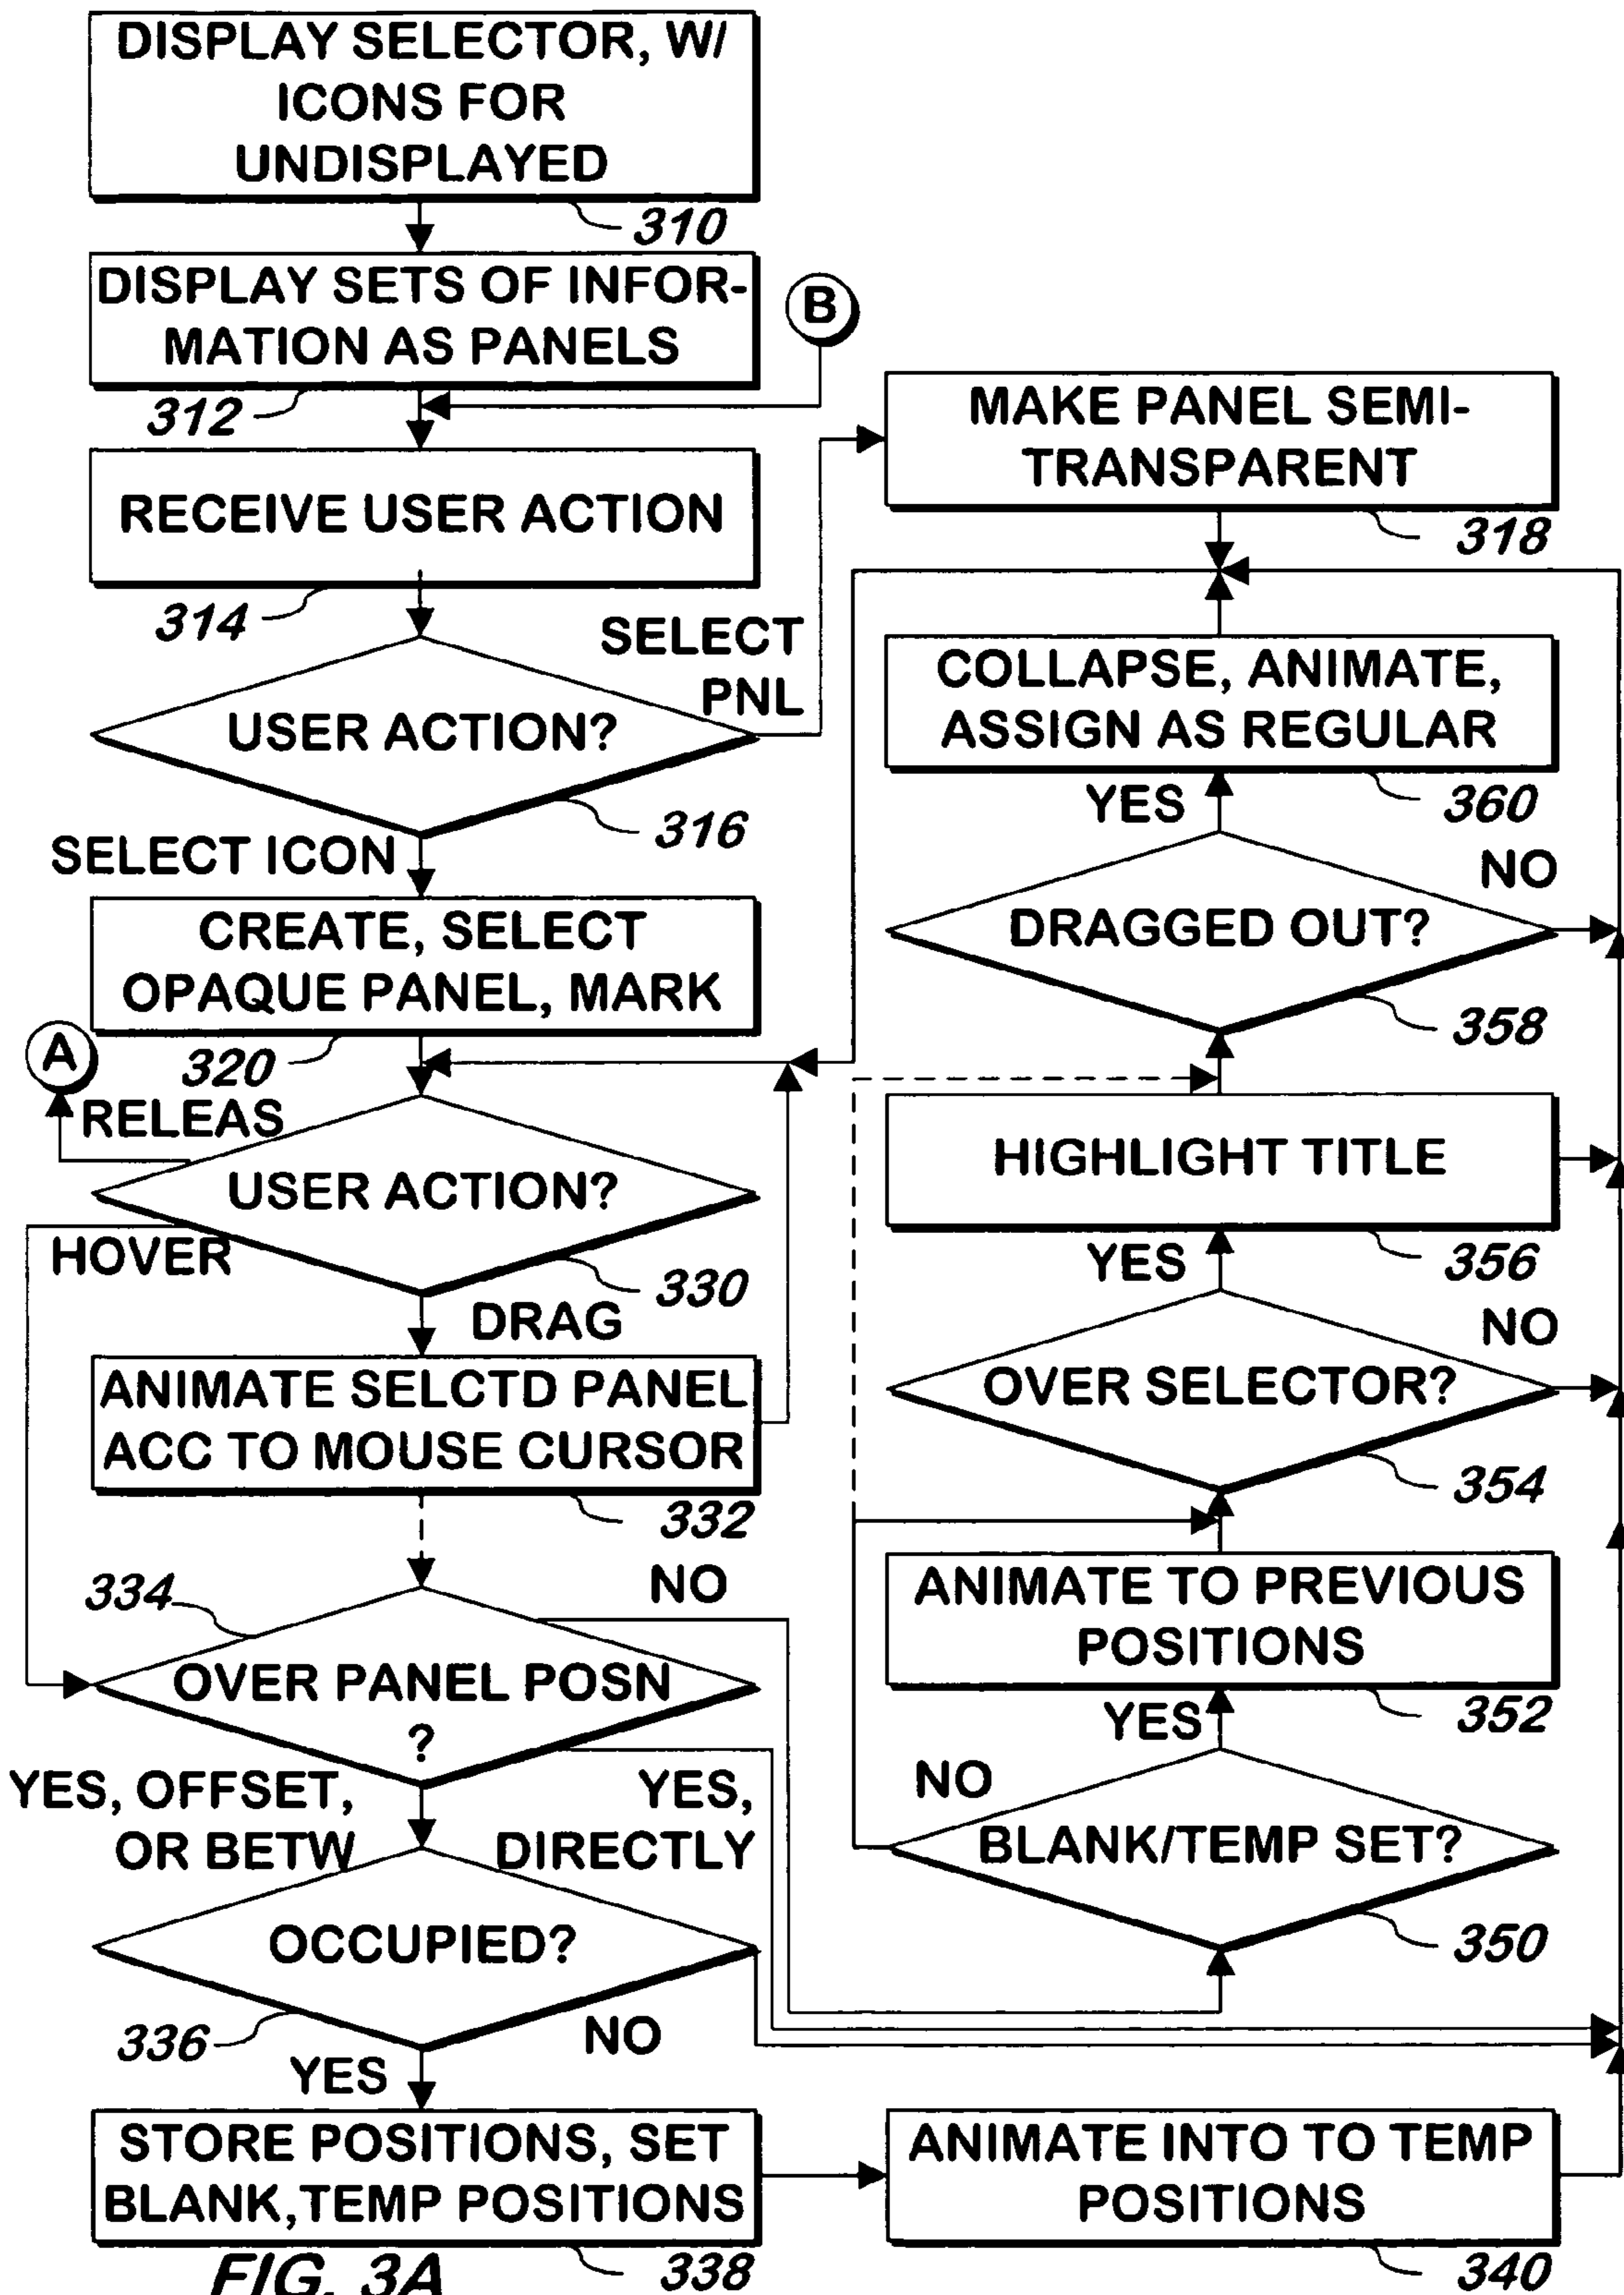 DISPLAY SELECTOR, W/
ICONS FOR
UNDISPLAYED
310
DISPLAY SETS OF INFOR-
MATION AS PANELS
312
B
RECEIVE USER ACTION
314
USER ACTION?
316
SELECT
PNL
SELECT ICON
CREATE, SELECT
OPAQUE PANEL, MARK
320
A
RELEAS
USER ACTION?
330
HOVER
DRAG
ANIMATE SELCTD PANEL
ACC TO MOUSE CURSOR
332
334
NO
OVER PANEL POSN
?
YES, OFFSET,
OR BETW
YES,
DIRECTLY
OCCUPIED?
336
NO
YES
STORE POSITIONS, SET
BLANK,TEMP POSITIONS
338
FIG. 3A
MAKE PANEL SEMI-
TRANSPARENT
318
COLLAPSE, ANIMATE,
ASSIGN AS REGULAR
360
YES
NO
DRAGGED OUT?
358
HIGHLIGHT TITLE
356
YES
NO
OVER SELECTOR?
354
ANIMATE TO PREVIOUS
POSITIONS
352
YES
NO
BLANK/TEMP SET?
350
ANIMATE INTO TO TEMP
POSITIONS
340